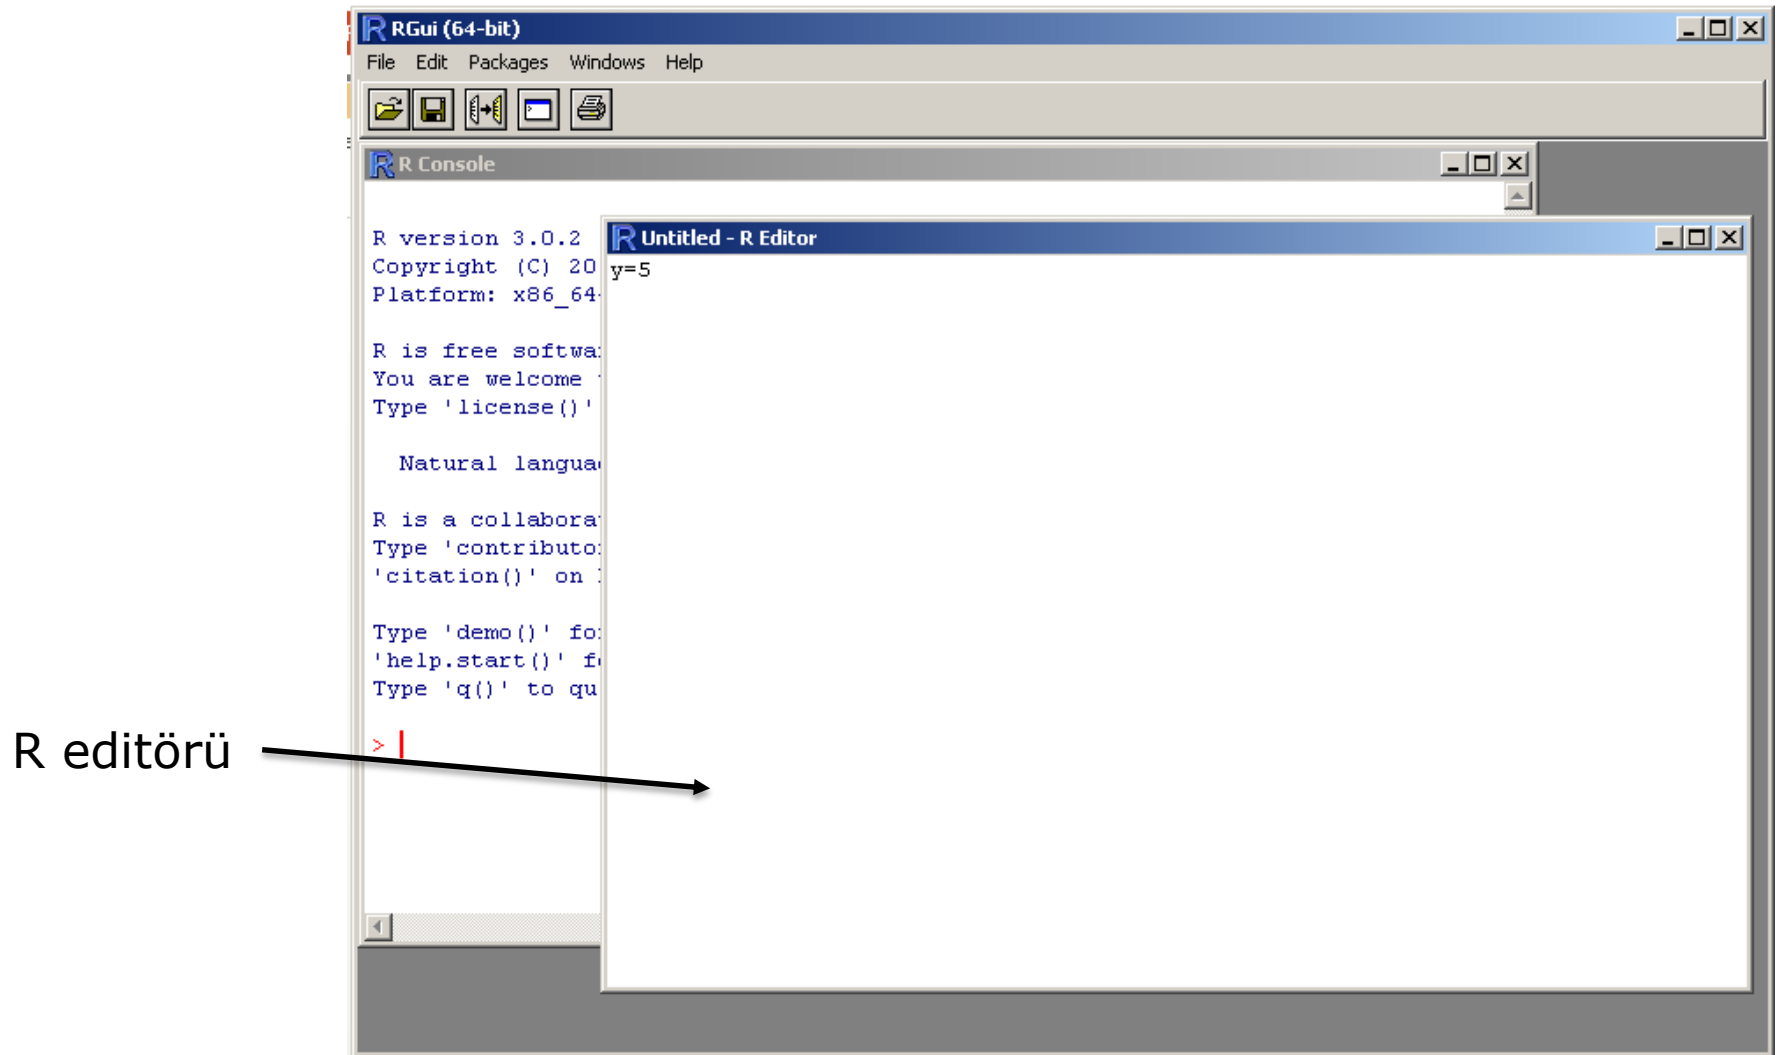 RGui (64-bit)
File Edit Packages Windows Help
R Console
R version 3.0.2
Copyright (C) 20
Platform: x86_64-
R is free softwa
You are welcome
Type 'license()'
Natural langua
R is a collabora
Type 'contributo
'citation()' on
Type 'demo()' fo
'help.start()' f
Type 'q()' to qu
>
Untitled - R Editor
y=5
R editörü